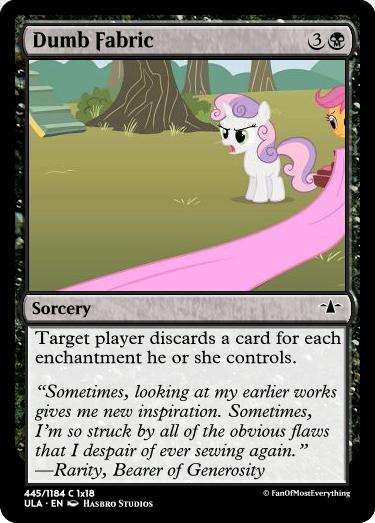 Dumb Fabric 3
Sorcery
Target player discards a card for each
enchantment he or she controls.
“Sometimes, looking at my earlier works
gives me new inspiration. Sometimes,
I’m so struck by all of the obvious flaws
that I despair of ever sewing again.”
—Rarity, Bearer of Generosity
445/1184 C 1x18
ULA • EN Hasbro Studios
© FanOfMostEverything